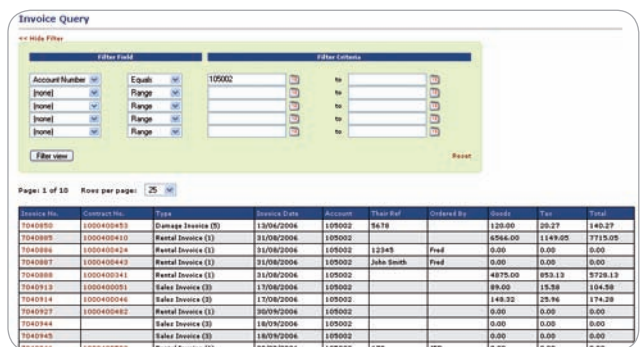 Invoice Query
<< Hide Filter
Filter Field Filter Criteria
Account Number Equals 105002 to
(none) Range to
(none) Range to
(none) Range to
(none) Range to
Filter view Reset
Page: 1 of 10 Rows per page: 25
Invoice No. Contract No. Type Invoice Date Account Their Ref Ordered By Goods Tax Total
7040850 1000400453 Damage Invoice (5) 13/06/2006 105002 5678 120.00 20.27 140.27
7040885 1000400410 Rental Invoice (1) 31/08/2006 105002 6566.00 1149.05 7715.05
7040886 1000400424 Rental Invoice (1) 31/08/2006 105002 12345 Fred 0.00 0.00 0.00
7040887 1000400443 Rental Invoice (1) 31/08/2006 105002 John Smith Fred 0.00 0.00 0.00
7040888 1000400341 Rental Invoice (1) 31/08/2006 105002 4875.00 853.13 5728.13
7040913 1000400051 Sales Invoice (3) 17/08/2006 105002 89.00 15.58 104.58
7040914 1000400046 Sales Invoice (3) 17/08/2006 105002 148.32 25.96 174.28
7040927 1000400482 Rental Invoice (1) 30/09/2006 105002 0.00 0.00 0.00
7040944 Sales Invoice (3) 18/09/2006 105002 0.00 0.00 0.00
7040945 Sales Invoice (3) 18/09/2006 105002 0.00 0.00 0.00